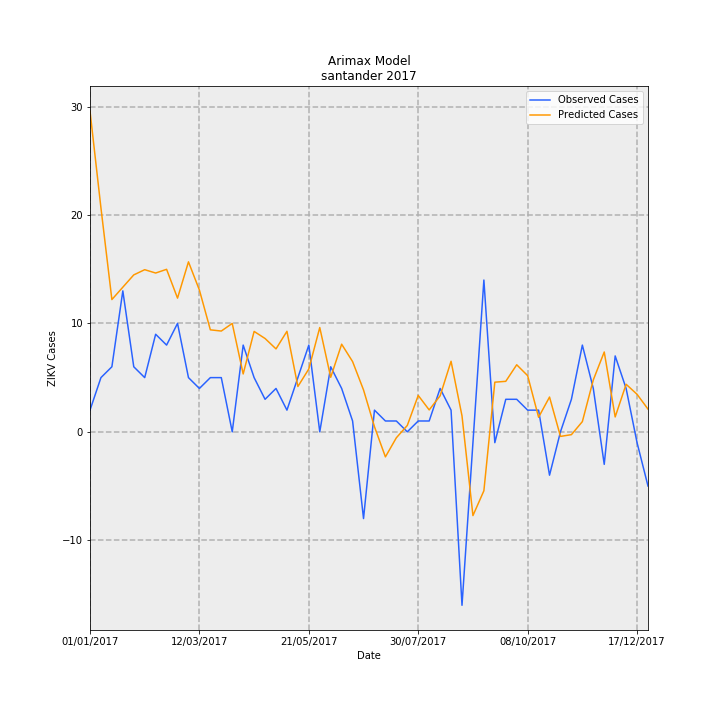 Arimax Model
santander 2017
Observed Cases
Predicted Cases
ZIKV Cases
30
20
10
0
−10
01/01/2017
12/03/2017
21/05/2017
30/07/2017
08/10/2017
17/12/2017
Date